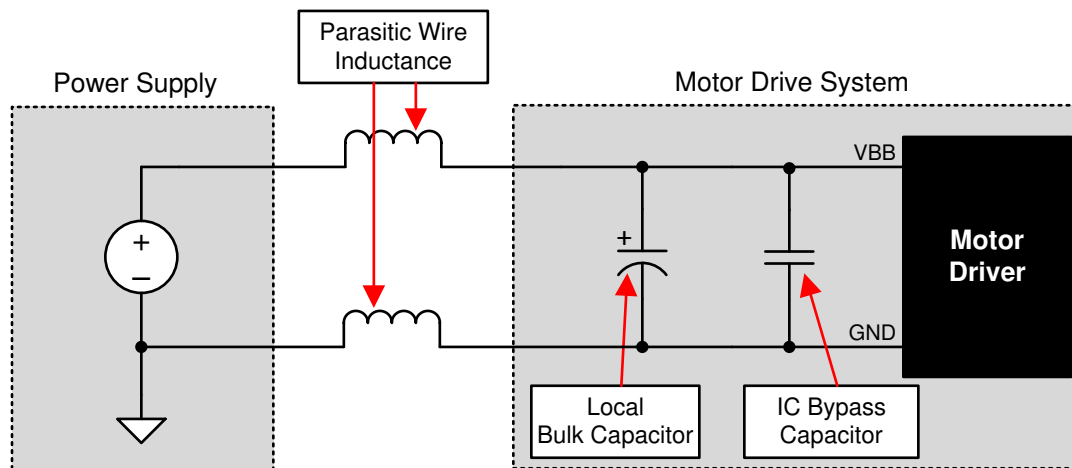 Parasitic Wire
Inductance
Power Supply
Motor Drive System
VBB
+
–
+
Motor
Driver
GND
Local
Bulk Capacitor
IC Bypass
Capacitor